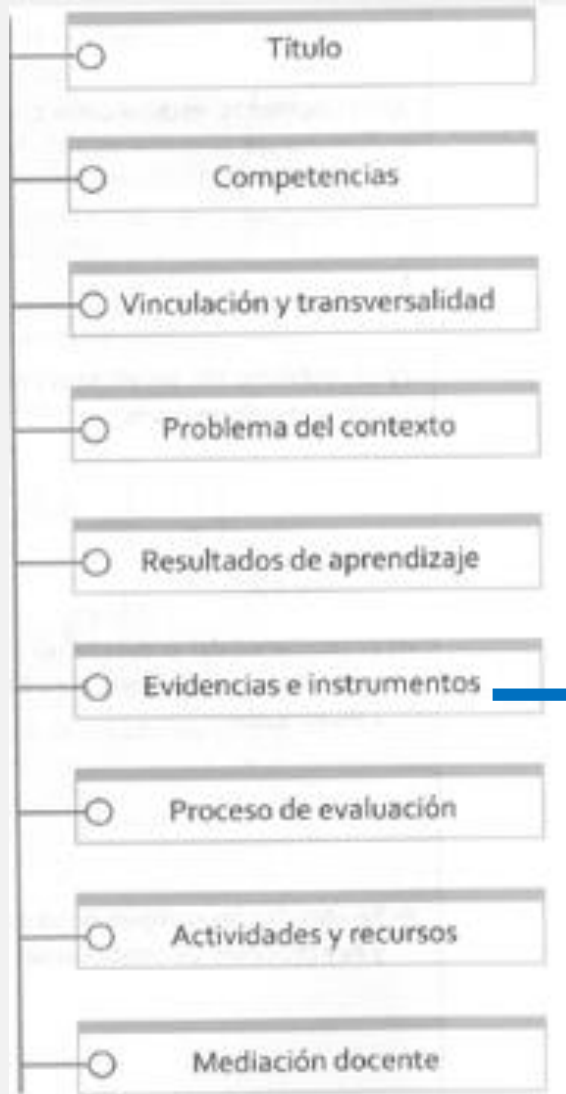 Título
Competencias
Vinculación y transversalidad
Problema del contexto
Resultados de aprendizaje
Evidencias e instrumentos
Proceso de evaluación
Actividades y recursos
Mediación docente